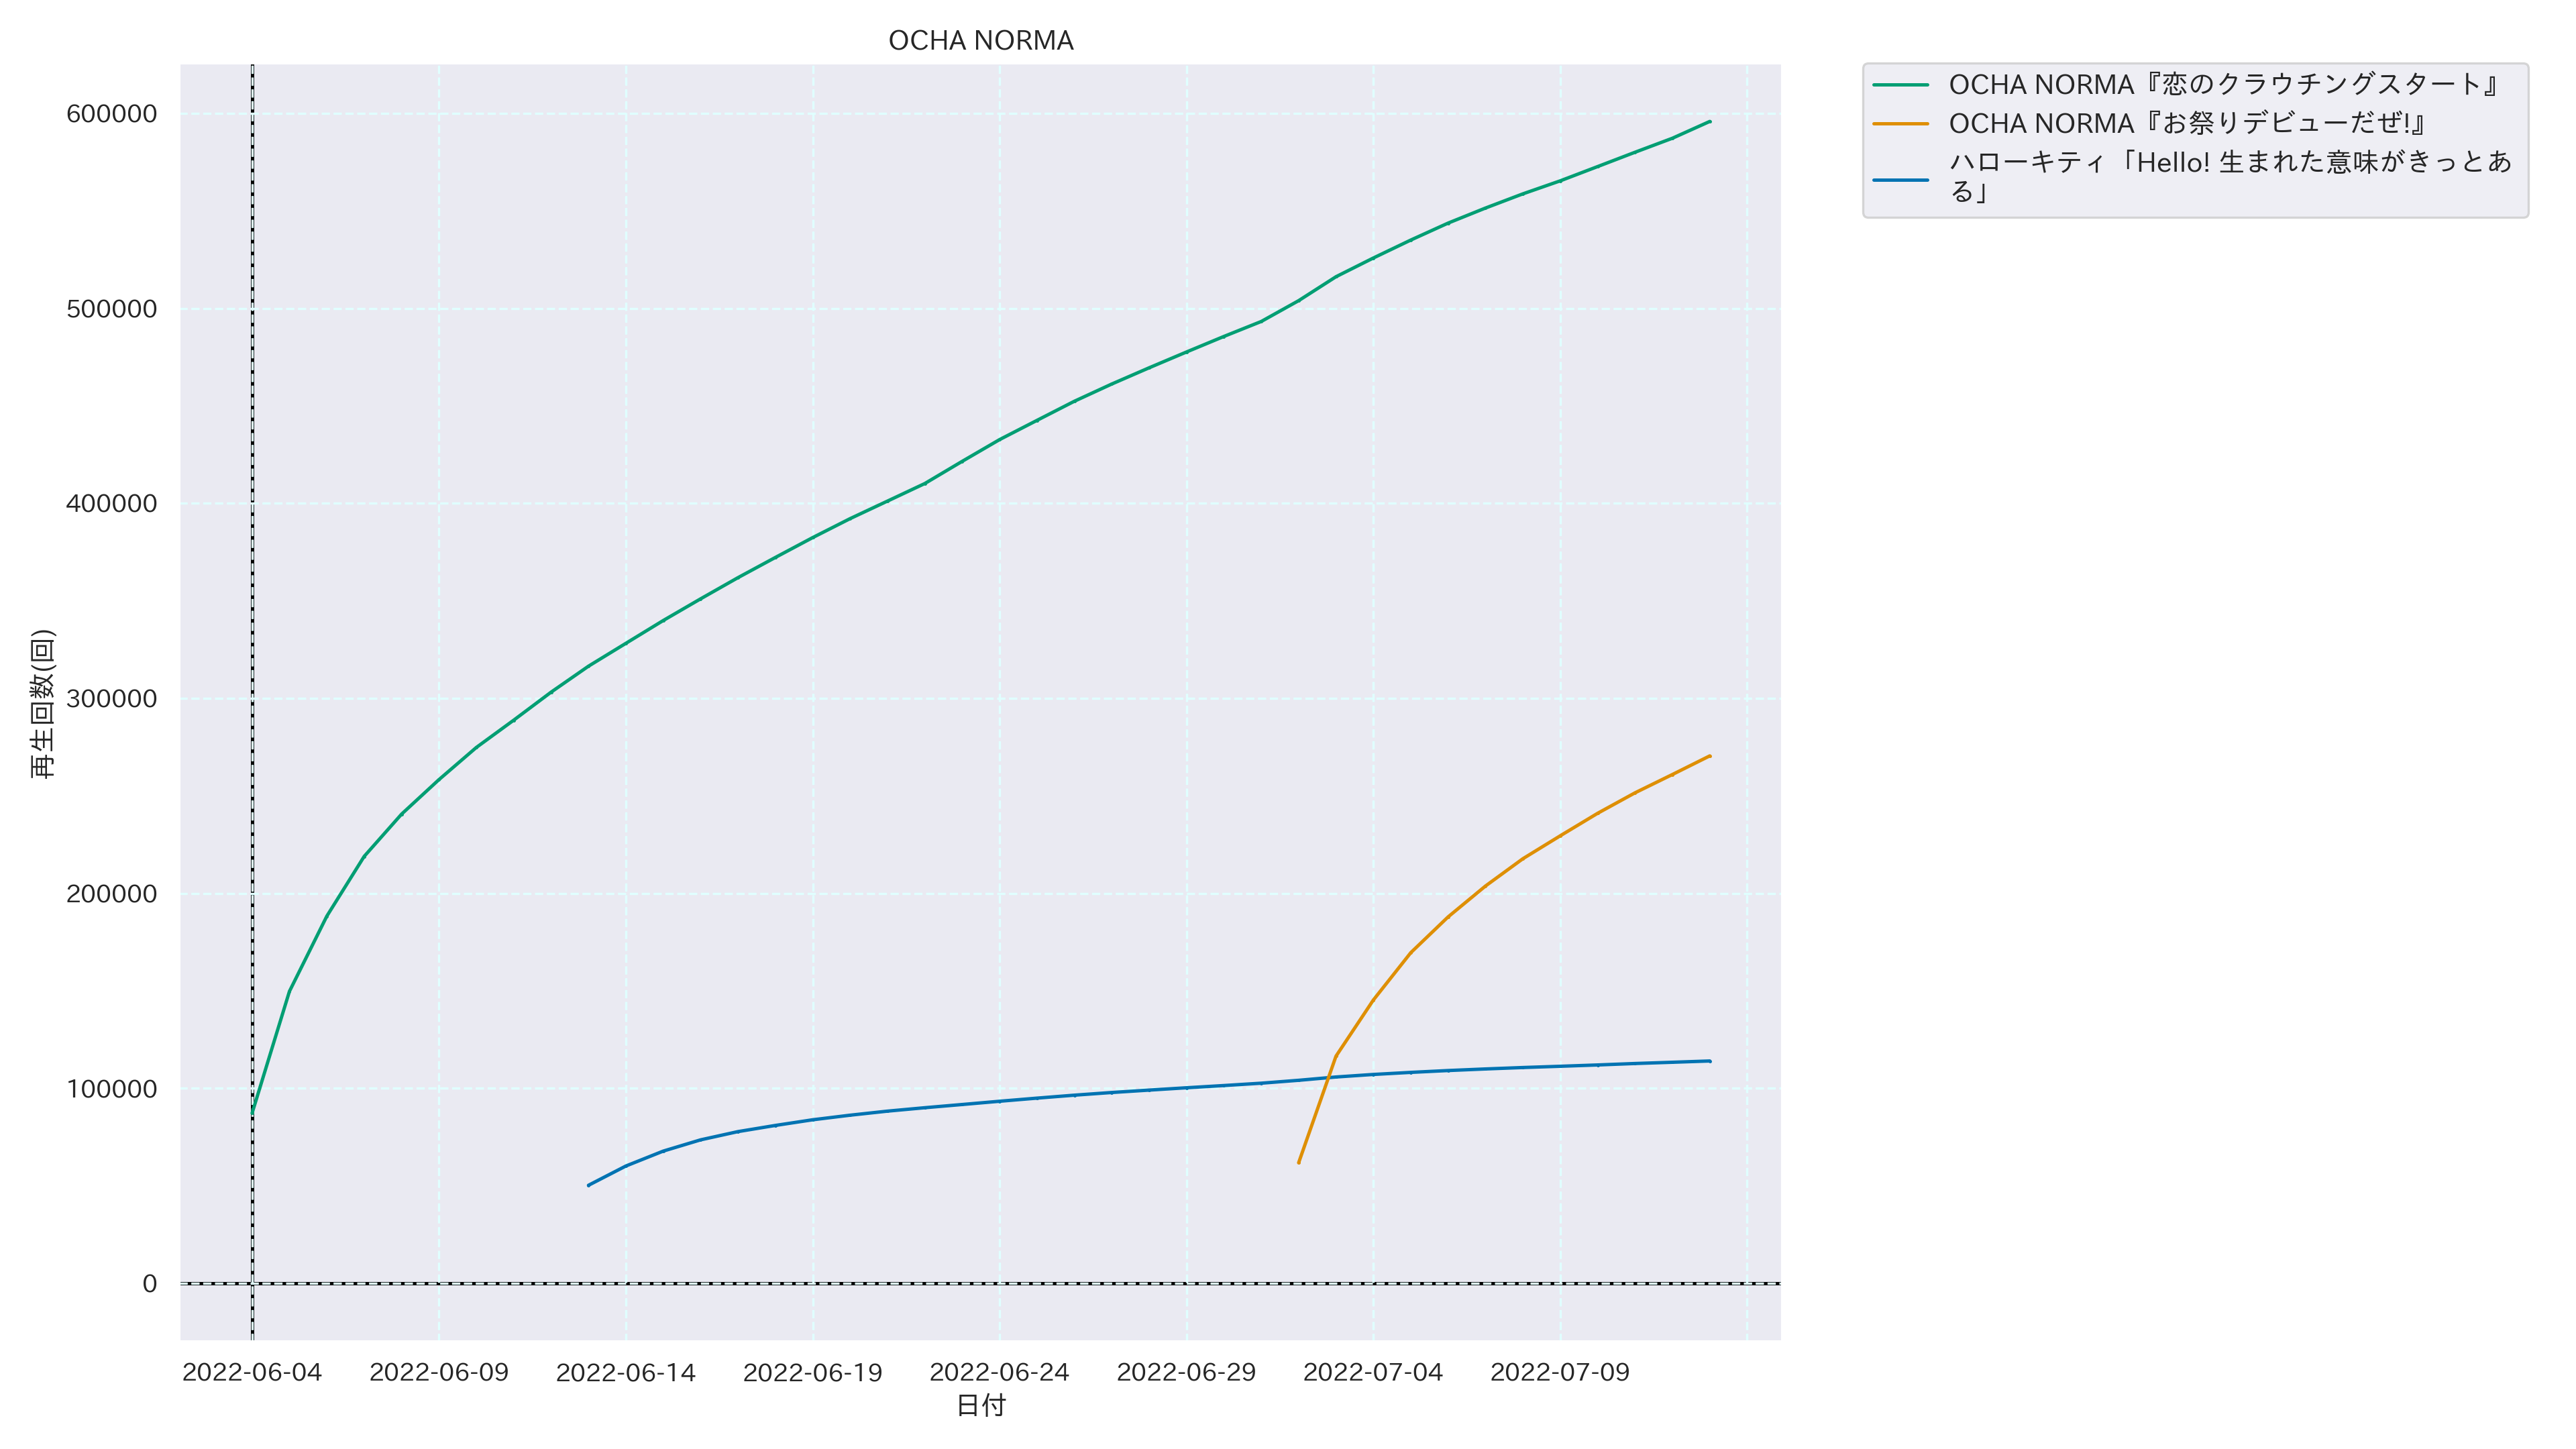 OCHA NORMA
OCHA NORMA『恋のクラウチングスタート』
OCHA NORMA『お祭りデビューだぜ!』
ハローキティ「Hello! 生まれた意味がきっとあ
る」
再生回数(回)
600000
500000
400000
300000
200000
100000
0
2022-06-04 2022-06-09 2022-06-14 2022-06-19 2022-06-24 2022-06-29 2022-07-04 2022-07-09
日付